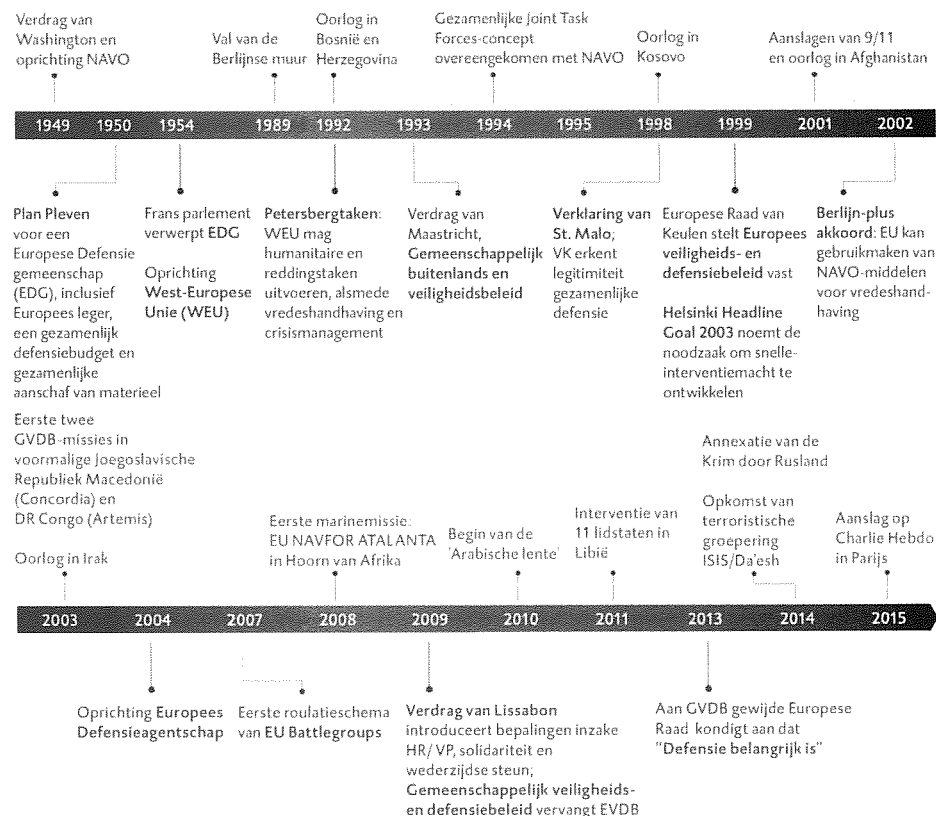 Verdrag van
Washington en
oprichting NAVO
Val van de
Berlijnse muur
Oorlog in
Bosnië en
Herzegovina
Gezamenlijke Joint Task
Forces-concept
overeengekomen met NAVO
Oorlog in
Kosovo
Aanslagen van 9/11
en oorlog in Afghanistan
1949 1950 1954 1989 1992 1993 1994 1995 1998 1999 2001 2002
Plan Pleven
voor een
Europese Defensie
gemeenschap
(EDG), inclusief
Europees leger,
een gezamenlijk
defensiebudget en
gezamenlijke
aanschaf van materieel
Frans parlement
verwerpt EDG
Oprichting
West-Europese
Unie (WEU)
Petersbergtaken:
WEU mag
humanitaire en
reddingstaken
uitvoeren, alsmede
vredeshandhaving en
crisismanagement
Verdrag van
Maastricht,
Gemeenschappelijk
buitenlands en
veiligheidsbeleid
Verklaring van
St. Malo;
VK erkent
legitimiteit
gezamenlijke
defensie
Europese Raad van
Keulen stelt Europees
veiligheids- en
defensiebeleid vast
Helsinki Headline
Goal 2003 noemt de
noodzaak om snelle-
interventiemacht te
ontwikkelen
Berlijn-plus
akkoord: EU kan
gebruikmaken van
NAVO-middelen
voor vredeshand-
having
Eerste twee
GVDB-missies in
voormalige Joegoslavische
Republiek Macedonië
(Concordia) en
DR Congo (Artemis)
Oorlog in Irak
Eerste marinemissie:
EU NAVFOR ATALANTA
in Hoorn van Afrika
Begin van de
'Arabische lente'
Interventie van
11 lidstaten in
Libië
Annexatie van de
Krim door Rusland
Opkomst van
terroristische
groepering
ISIS/Da'esh
Aanslag op
Charlie Hebdo
in Parijs
2003 2004 2007 2008 2009 2010 2011 2013 2014 2015
Oprichting Europees
Defensieagentschap
Eerste roulatieschema
van EU Battlegroups
Verdrag van Lissabon
introduceert bepalingen inzake
HR/ VP, solidariteit en
wederzijdse steun;
Gemeenschappelijk veiligheids-
en defensiebeleid vervangt EVDB
Aan GVDB gewijde Europese
Raad kondigt aan dat
"Defensie belangrijk is"